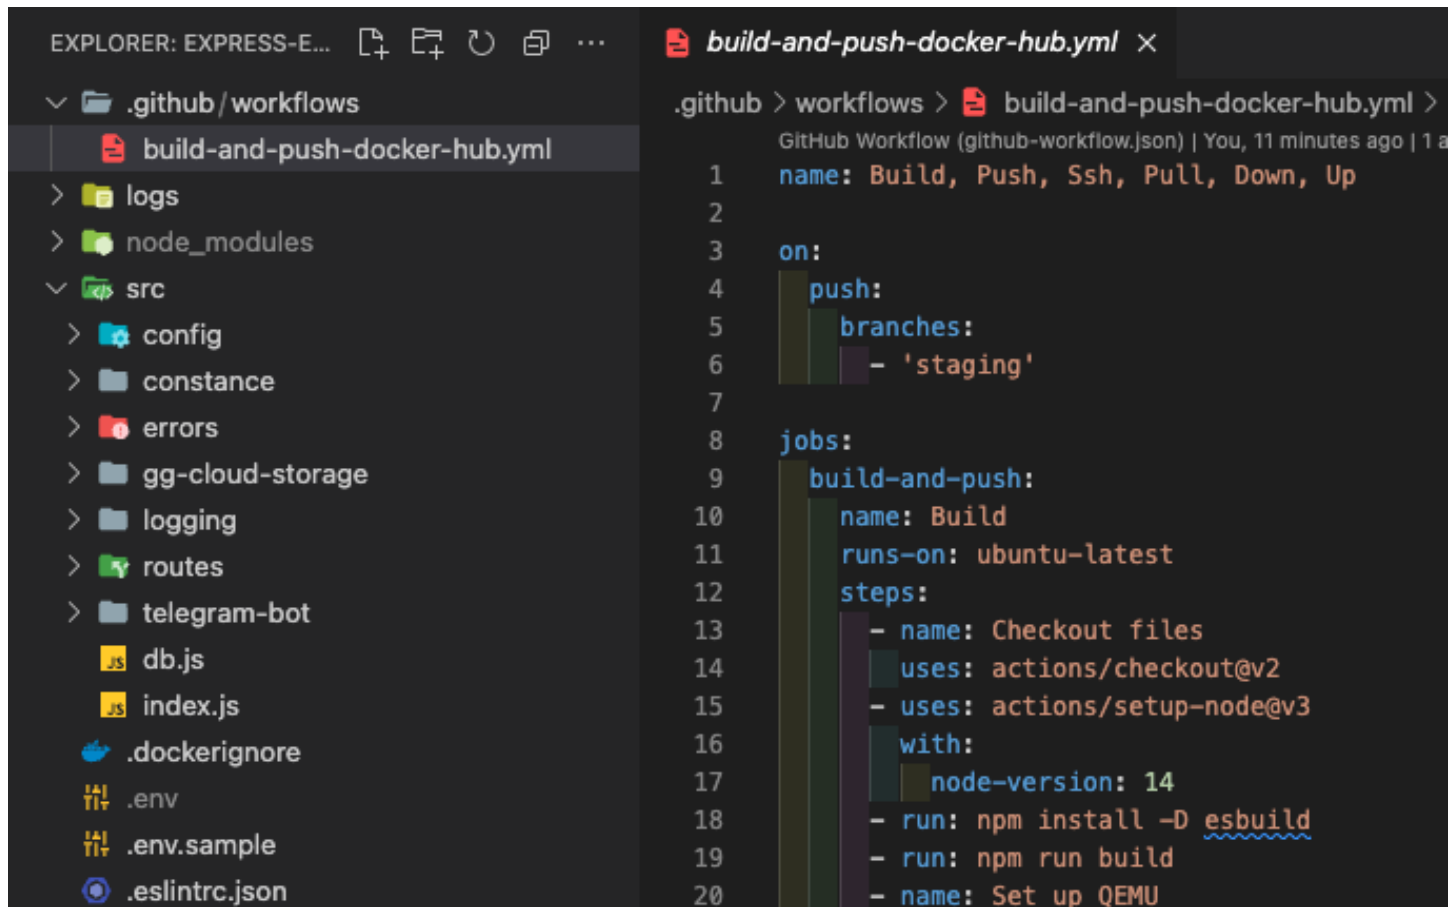 EXPLORER: EXPRESS-E...
.github/workflows
build-and-push-docker-hub.yml
logs
node_modules
src
config
constance
errors
gg-cloud-storage
logging
routes
telegram-bot
JS db.js
JS index.js
.dockerignore
.env
.env.sample
.eslintrc.json
build-and-push-docker-hub.yml
.github > workflows > build-and-push-docker-hub.yml >
GitHub Workflow (github-workflow.json) | You, 11 minutes ago | 1 a
1 name: Build, Push, Ssh, Pull, Down, Up
2
3 on:
4 push:
5 branches:
6 - 'staging'
7
8 jobs:
9 build-and-push:
10 name: Build
11 runs-on: ubuntu-latest
12 steps:
13 - name: Checkout files
14 uses: actions/checkout@v2
15 - uses: actions/setup-node@v3
16 with:
17 node-version: 14
18 - run: npm install -D esbuild
19 - run: npm run build
20 - name: Set up QEMU